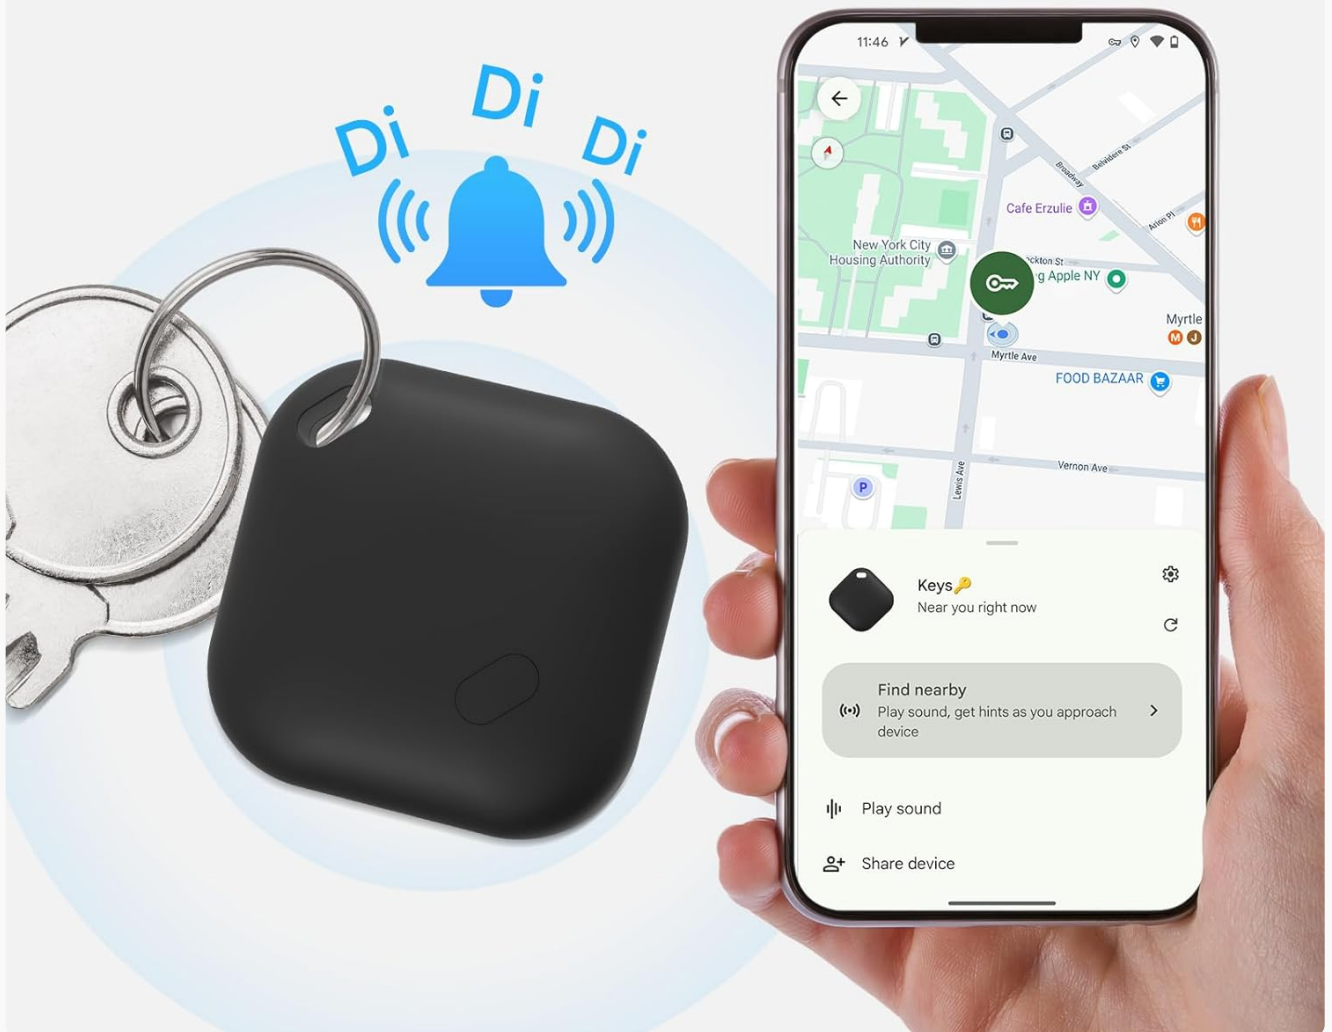 Di
Di
Di
11:46
Broadway
Belvidere St
Arion Pl
Cafe Erzulie
New York City
Housing Authority
ockton St
g Apple NY
Myrtle
M
J
Myrtle Ave
FOOD BAZAAR
Vernon Ave
Lewis Ave
P
Keys🔑
Near you right now
Find nearby
Play sound, get hints as you approach
device
Play sound
Share device